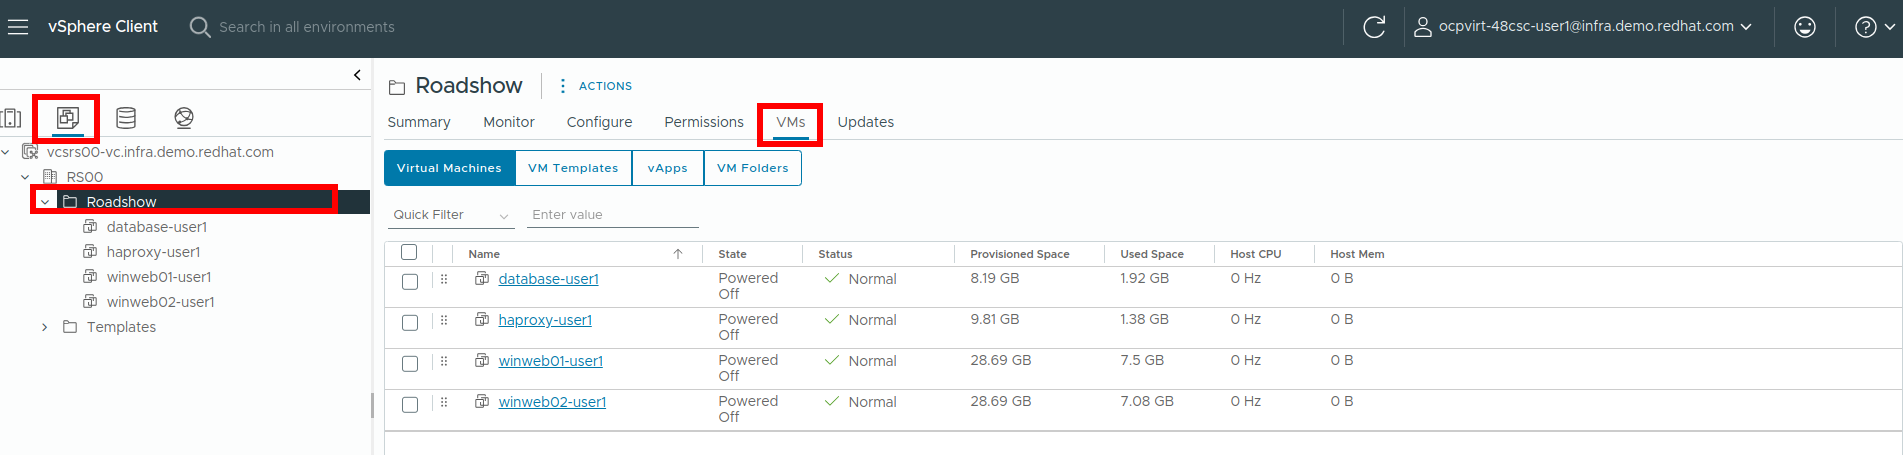 vSphere Client
Search in all environments
ocpvirt-48csc-user1@infra.demo.redhat.com
vcsrs00-vc.infra.demo.redhat.com
RS00
Roadshow
database-user1
haproxy-user1
winweb01-user1
winweb02-user1
Templates
Roadshow
ACTIONS
Summary Monitor Configure Permissions VMs Updates
Virtual Machines VM Templates vApps VM Folders
Quick Filter Enter value
Name State Status Provisioned Space Used Space Host CPU Host Mem
database-user1 Powered Off Normal 8.19 GB 1.92 GB 0 Hz 0 B
haproxy-user1 Powered Off Normal 9.81 GB 1.38 GB 0 Hz 0 B
winweb01-user1 Powered Off Normal 28.69 GB 7.5 GB 0 Hz 0 B
winweb02-user1 Powered Off Normal 28.69 GB 7.08 GB 0 Hz 0 B